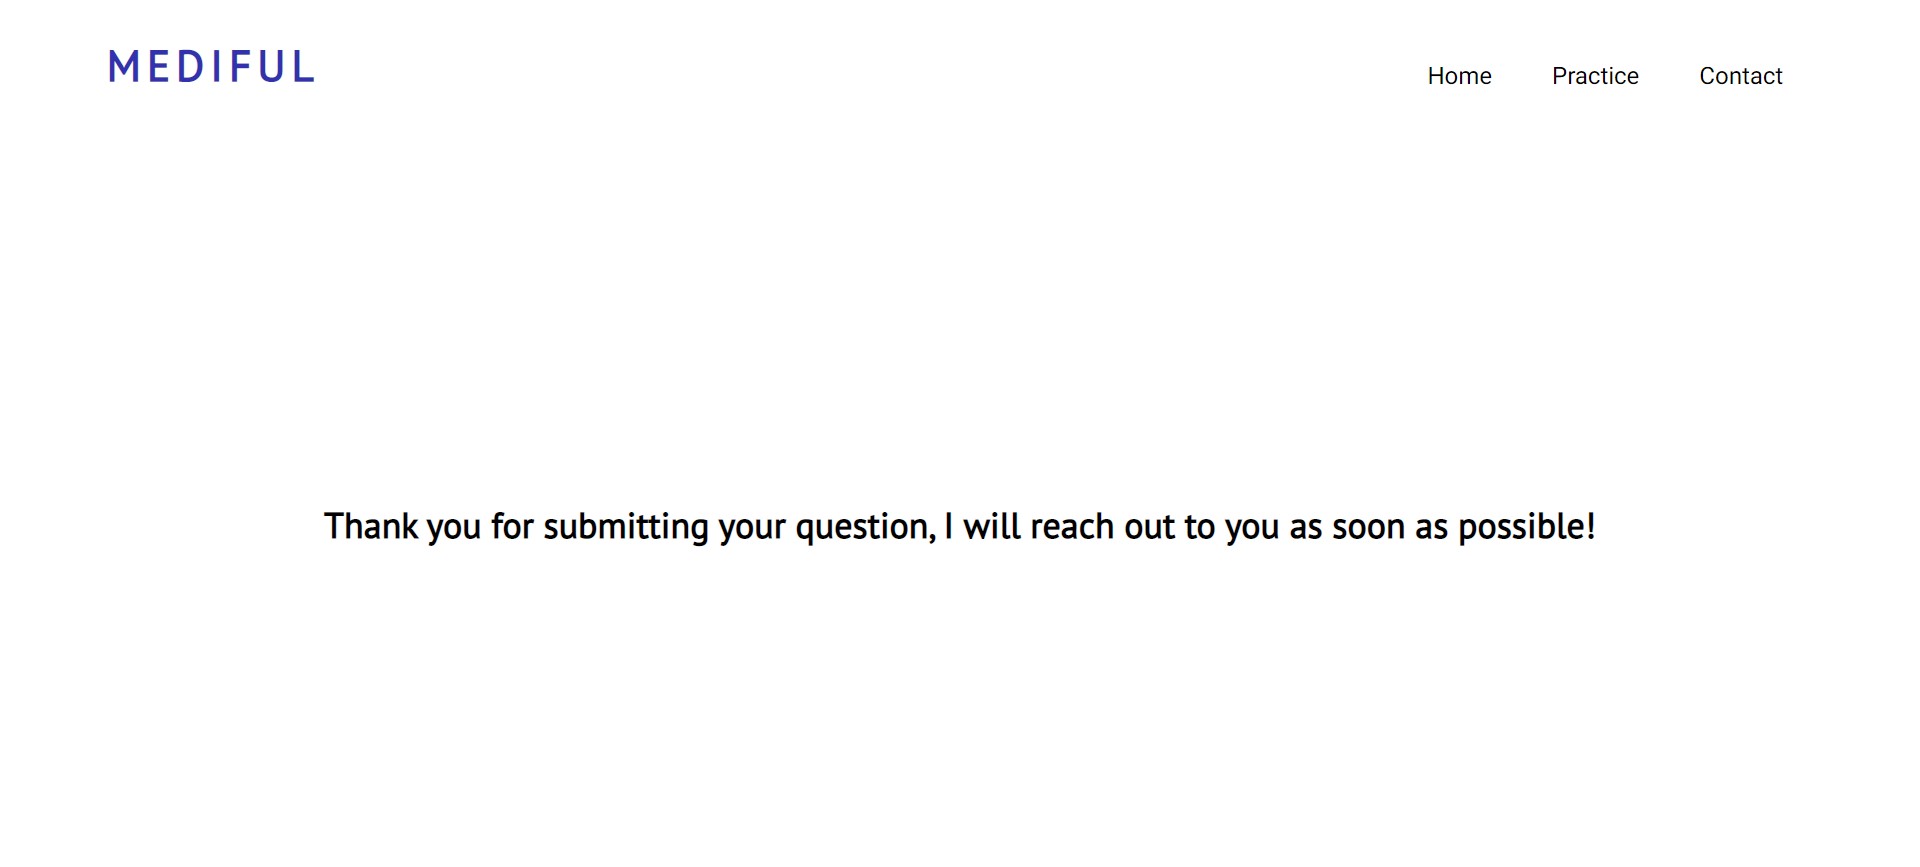 MEDIFUL
Home Practice Contact
Thank you for submitting your question, I will reach out to you as soon as possible!